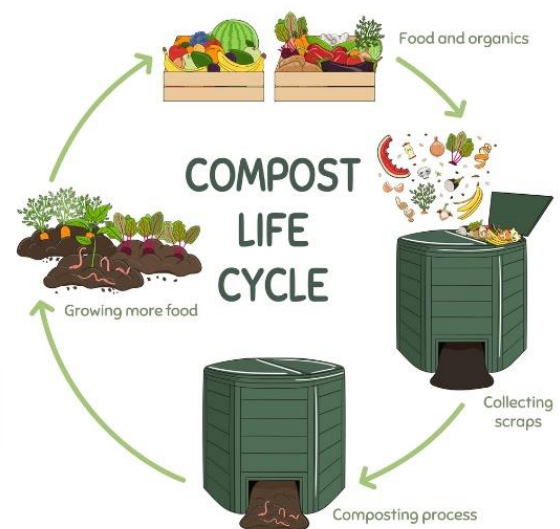 Food and organics
COMPOST
LIFE
CYCLE
Growing more food
Collecting
scraps
Composting process